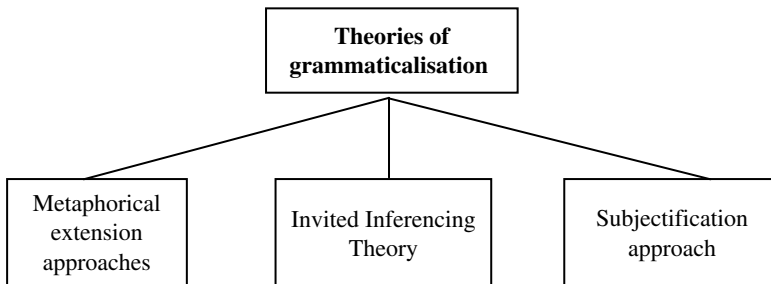 Theories of
grammaticalisation
Metaphorical
extension
approaches
Invited Inferencing
Theory
Subjectification
approach